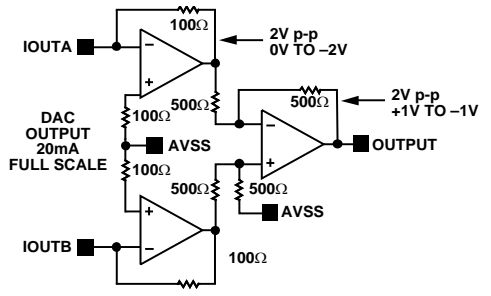 100Ω
2V p-p
0V TO –2V
IOUTA
500Ω
500Ω
2V p-p
+1V TO –1V
100Ω
DAC
OUTPUT
20mA
FULL SCALE
AVSS
OUTPUT
100Ω
500Ω
500Ω
AVSS
IOUTB
100Ω